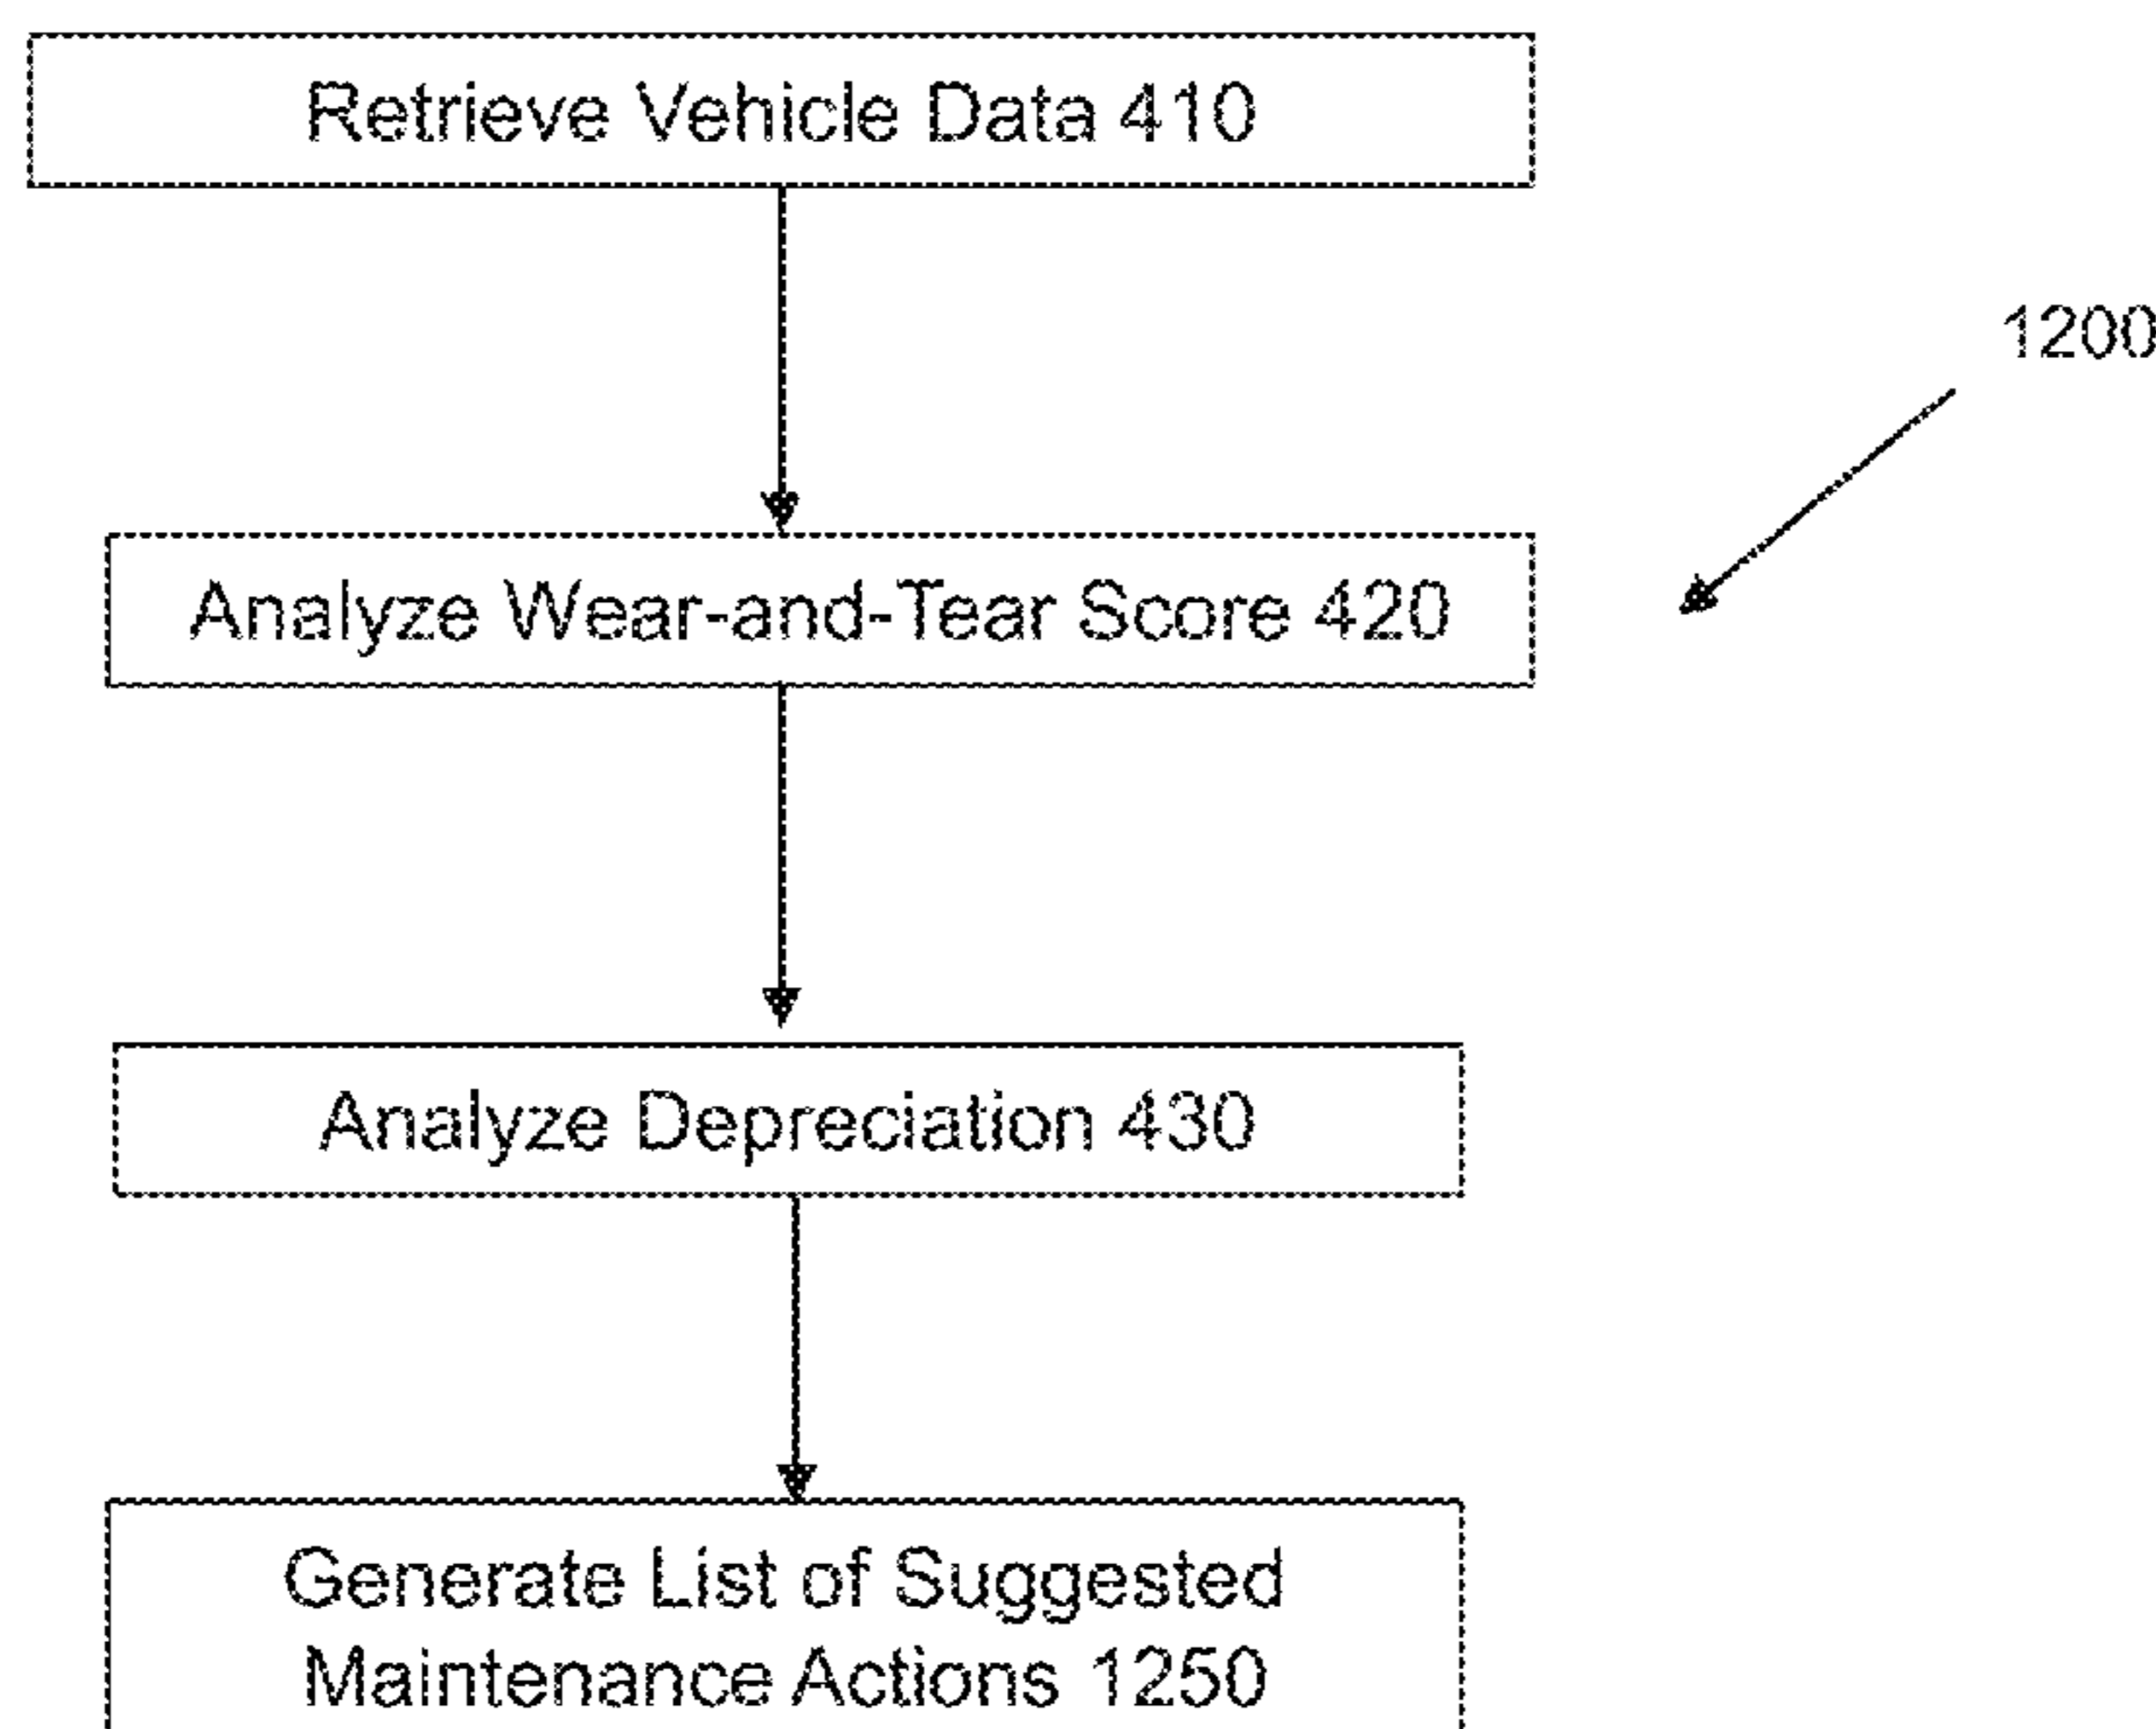 Retrieve Vehicle Data 410
1200
Analyze Wear-and-Tear Score 420
Analyze Depreciation 430
Generate List of Suggested
Maintenance Actions 1250